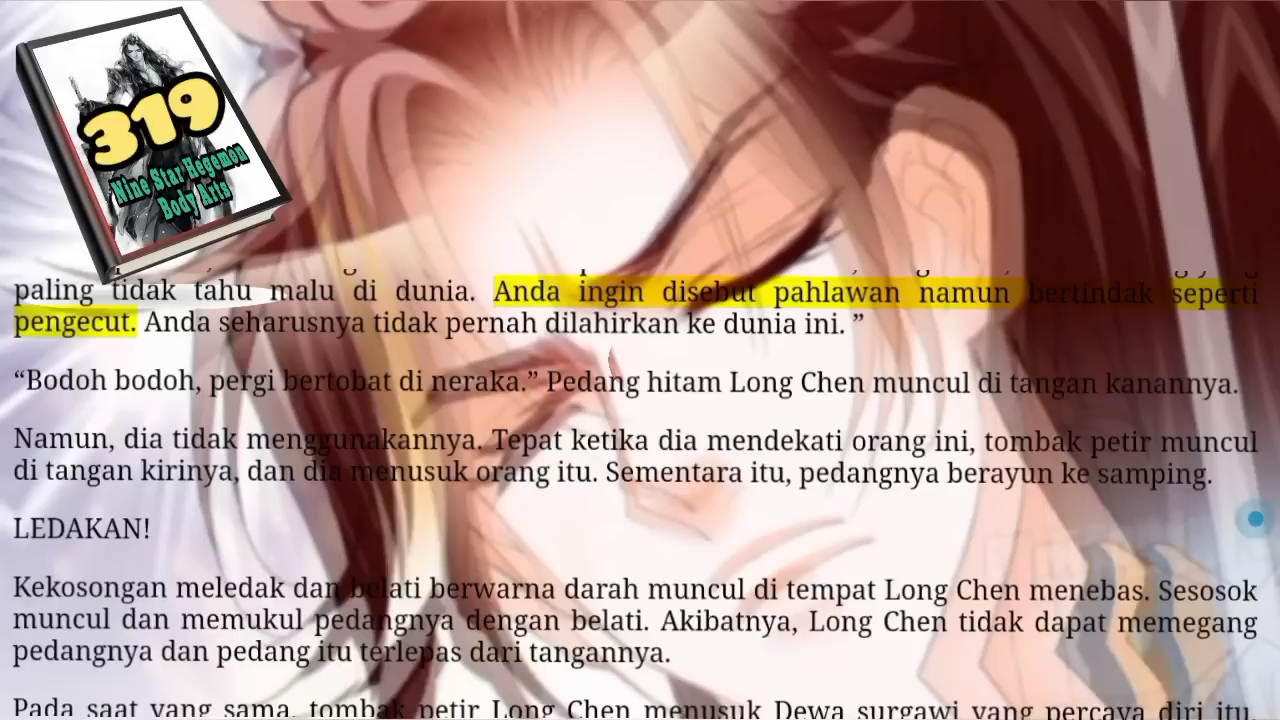 319
Nine Star Hegemon
Body Arts
paling tidak tahu malu di dunia. Anda ingin disebut pahlawan namun bertindak seperti
pengecut. Anda seharusnya tidak pernah dilahirkan ke dunia ini. ”
“Bodoh bodoh, pergi bertobat di neraka.” Pedang hitam Long Chen muncul di tangan kanannya.
Namun, dia tidak menggunakannya. Tepat ketika dia mendekati orang ini, tombak petir muncul
di tangan kirinya, dan dia menusuk orang itu. Sementara itu, pedangnya berayun ke samping.
LEDAKAN!
Kekosongan meledak dan belati berwarna darah muncul di tempat Long Chen menebas. Sesosok
muncul dan memukul pedangnya dengan belati. Akibatnya, Long Chen tidak dapat memegang
pedangnya dan pedang itu terlepas dari tangannya.
Pada saat yang sama, tombak petir Long Chen menusuk Dewa surgawi yang percaya diri itu.